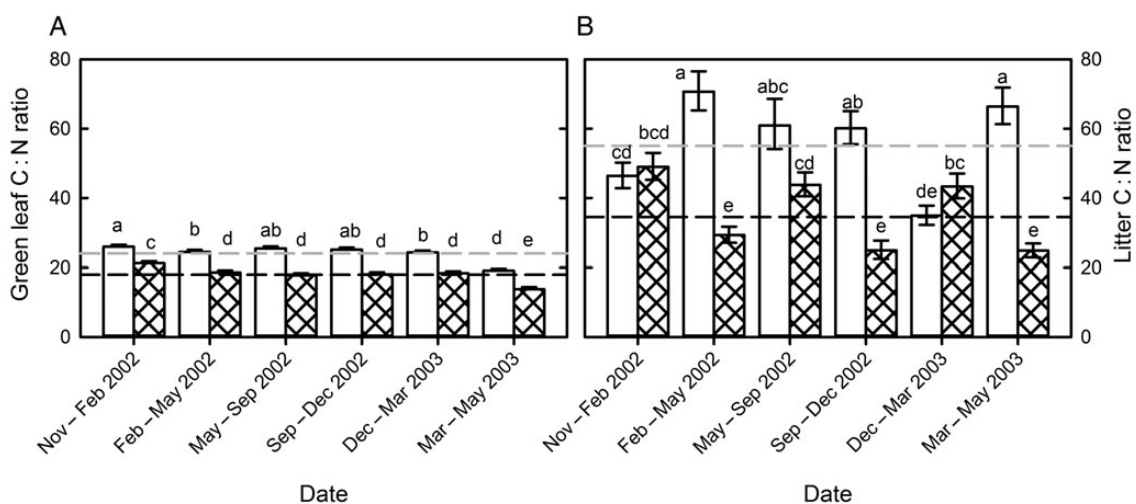 A
B
Green leaf C : N ratio
80
60
40
20
0
a
c
b
d
ab
d
ab
d
b
d
d
e
Nov – Feb 2002
Feb – May 2002
May – Sep 2002
Sep – Dec 2002
Dec – Mar 2003
Mar – May 2003
Date
cd
bcd
a
e
abc
cd
ab
e
de
bc
a
e
80
60
40
20
0
Litter C : N ratio
Nov – Feb 2002
Feb – May 2002
May – Sep 2002
Sep – Dec 2002
Dec – Mar 2003
Mar – May 2003
Date